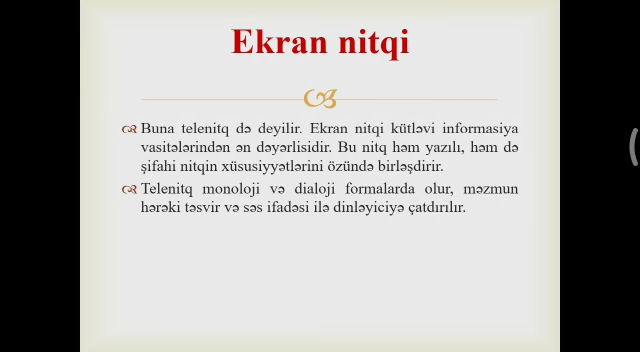 Ekran nitqi
Buna telenitq də deyilir. Ekran nitqi kütləvi informasiya
vasitələrindən ən dəyərlisidir. Bu nitq həm yazılı, həm də
şifahi nitqin xüsusiyyətlərini özündə birləşdirir.
Telenitq monoloji və dialoji formalarda olur, məzmun
hərəki təsvir və səs ifadəsi ilə dinləyiciyə çatdırılır.